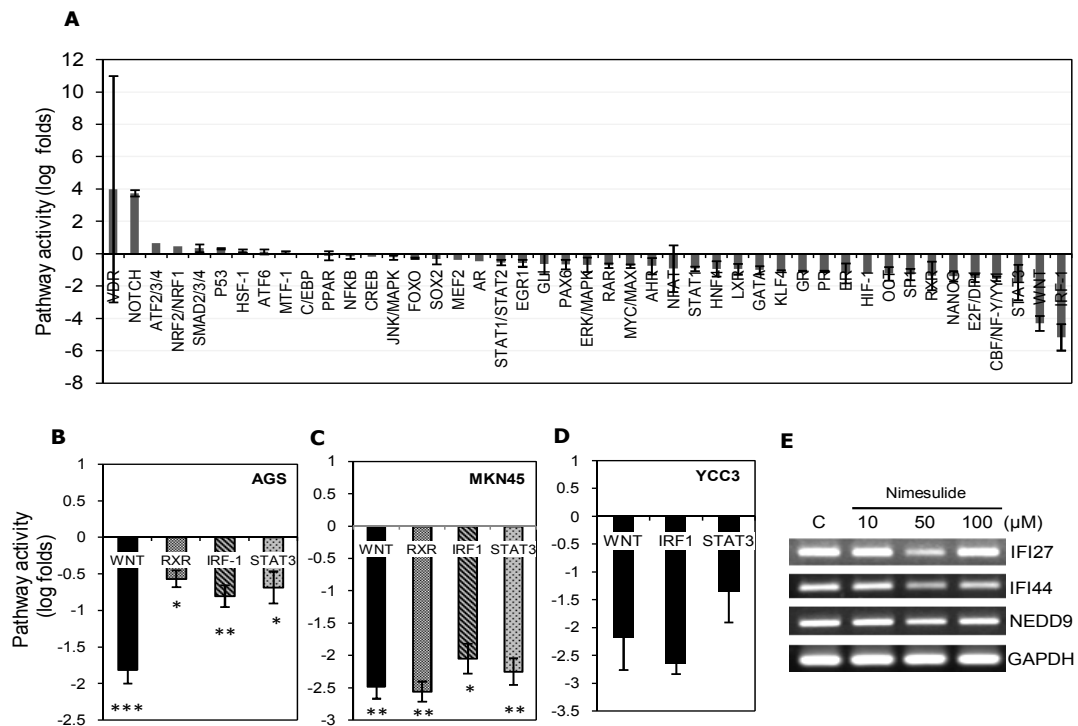 A
Pathway activity (log folds)
12
10
8
6
4
2
0
-2
-4
-6
-8
VDR
NOTCH
ATF2/3/4
NRF2/NRF1
SMAD2/3/4
P53
HSF-1
ATF6
MTF-1
C/EBP
PPAR
NFKB
CREB
JNK/MAPK
FOXO
SOX2
MEF2
AR
STAT1/STAT2
EGR1
GLI
PAX6
ERK/MAPK
RAR
MYC/MAX
AHR
NFAT
HNF4
LXR
GATA
KLF4
GR
PR
ER
HIF-1
OCT4
SP1
RXR
NANOG
E2F/DP1
CBF/NF-Y/YY1
STAT3
WNT
IRF-1
B
Pathway activity
(log folds)
1
0.5
0
-0.5
-1
-1.5
-2
-2.5
AGS
WNT RXR IRF-1 STAT3
*** * ** *
C
1
0.5
0
-0.5
-1
-1.5
-2
-2.5
-3
MKN45
WNT RXR IRF1 STAT3
** ** * **
D
1
0.5
0
-0.5
-1
-1.5
-2
-2.5
-3
-3.5
YCC3
WNT IRF1 STAT3
E
Nimesulide
C 10 50 100 (µM)
IFI27
IFI44
NEDD9
GAPDH